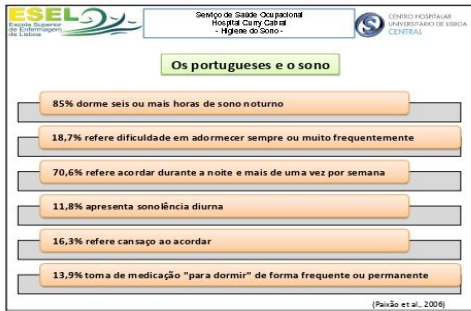 ESEL
Escola Superior
de Enfermagem
de Lisboa
Serviço de Saúde Ocupacional
Hospital Curry Cabral
- Higiene do Sono -
CENTRO HOSPITALAR
UNIVERSITÁRIO DE LISBOA
CENTRAL
Os portugueses e o sono
85% dorme seis ou mais horas de sono noturno
18,7% refere dificuldade em adormecer sempre ou muito frequentemente
70,6% refere acordar durante a noite e mais de uma vez por semana
11,8% apresenta sonolência diurna
16,3% refere cansaço ao acordar
13,9% toma de medicação "para dormir" de forma frequente ou permanente
(Paixão et al., 2006)